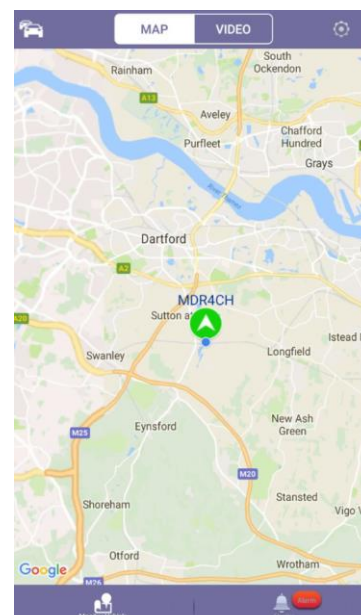 MAP
VIDEO
South
Ockendon
Rainham
A13
Aveley
Purfleet
Chafford
Hundred
Grays
Dartford
A2
MDR4CH
Sutton at
A20
Swanley
Longfield
Istead
Eynsford
New Ash
Green
M25
M20
Shoreham
Stansted
Vigo V
Otford
Wrotham
Google
M26
Alarm